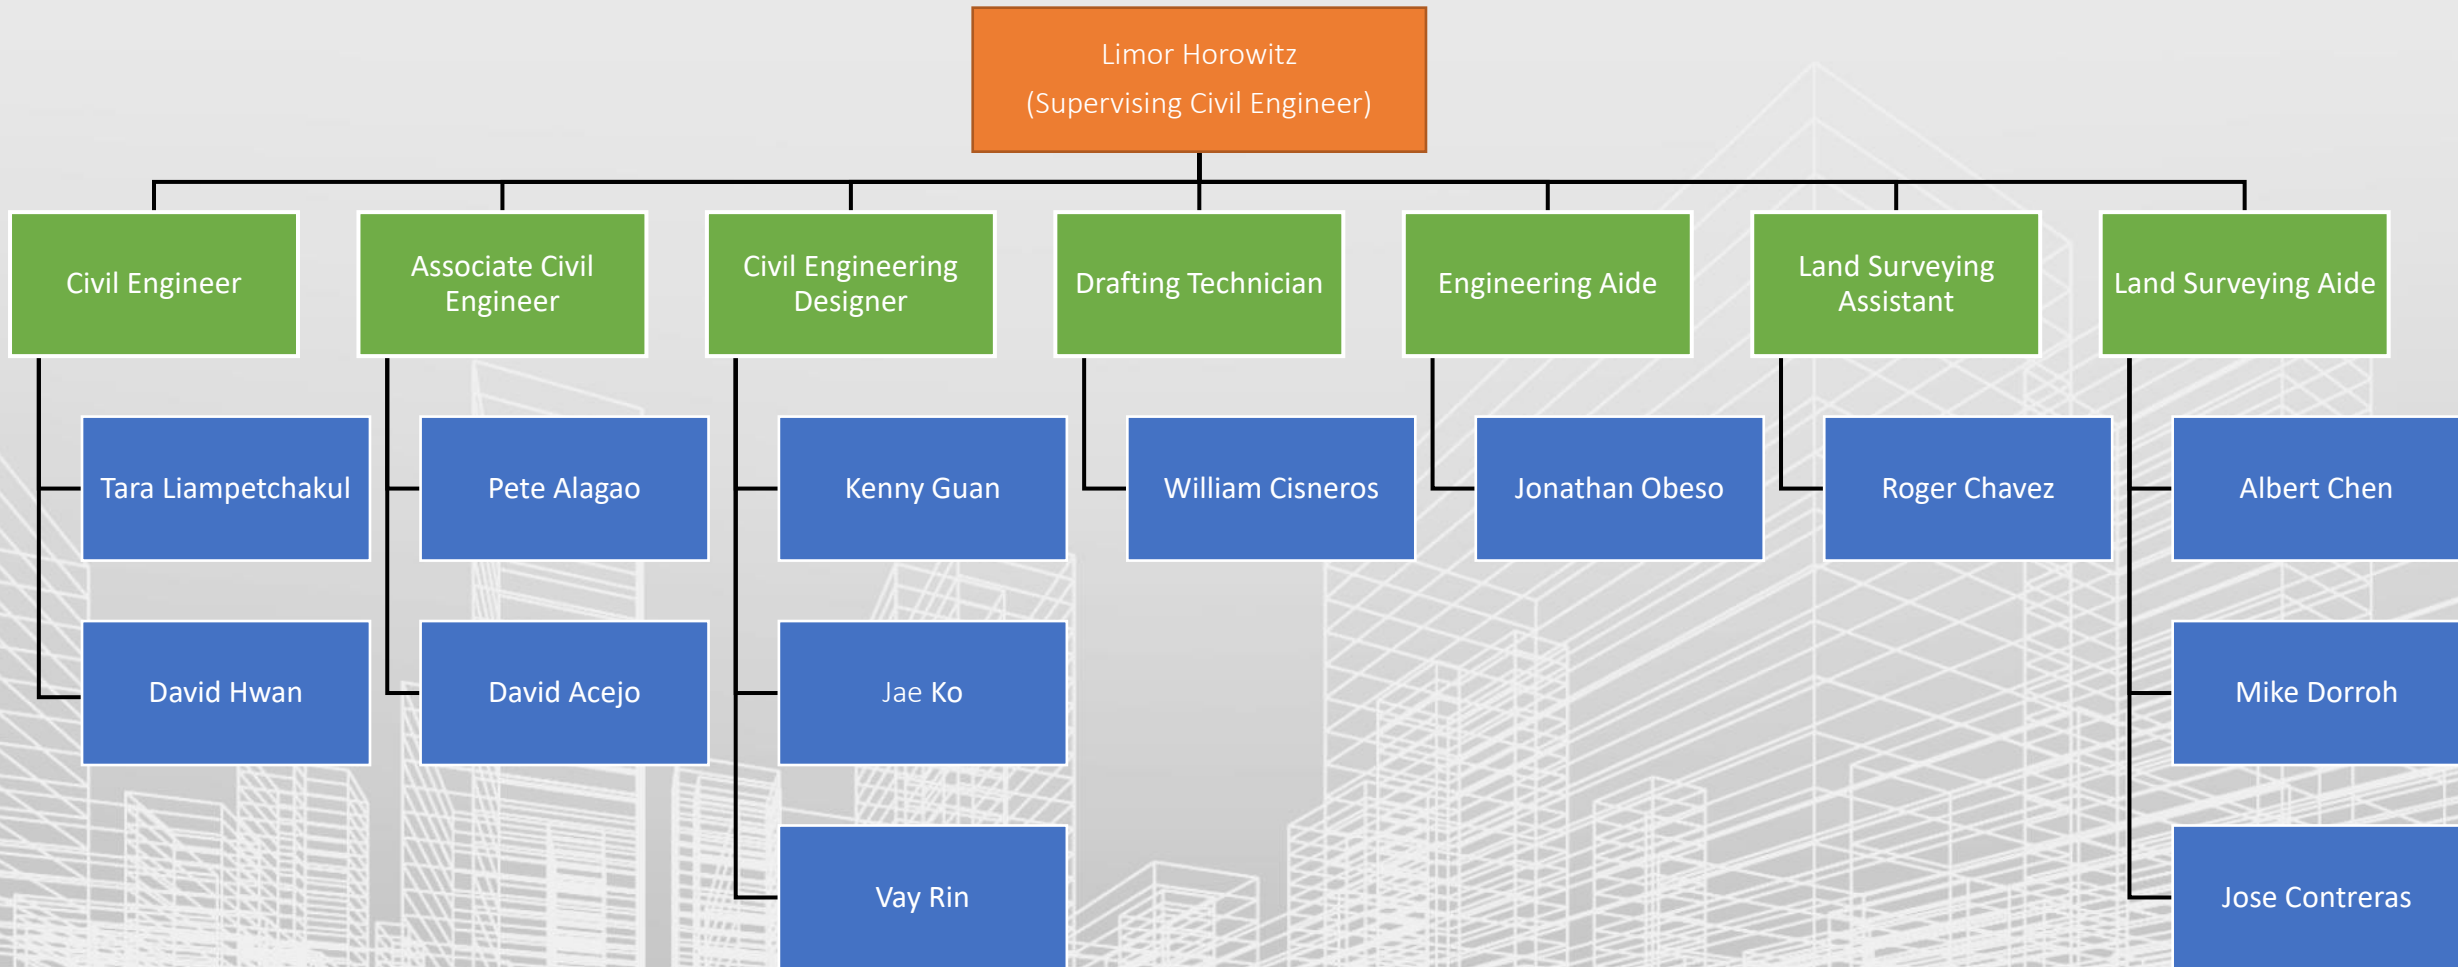 Limor Horowitz
(Supervising Civil Engineer)
Civil Engineer
Associate Civil
Engineer
Civil Engineering
Designer
Drafting Technician
Engineering Aide
Land Surveying
Assistant
Land Surveying Aide
Tara Liampetchakul
Pete Alagao
Kenny Guan
William Cisneros
Jonathan Obeso
Roger Chavez
Albert Chen
David Hwan
David Acejo
Jae Ko
Mike Dorroh
Vay Rin
Jose Contreras